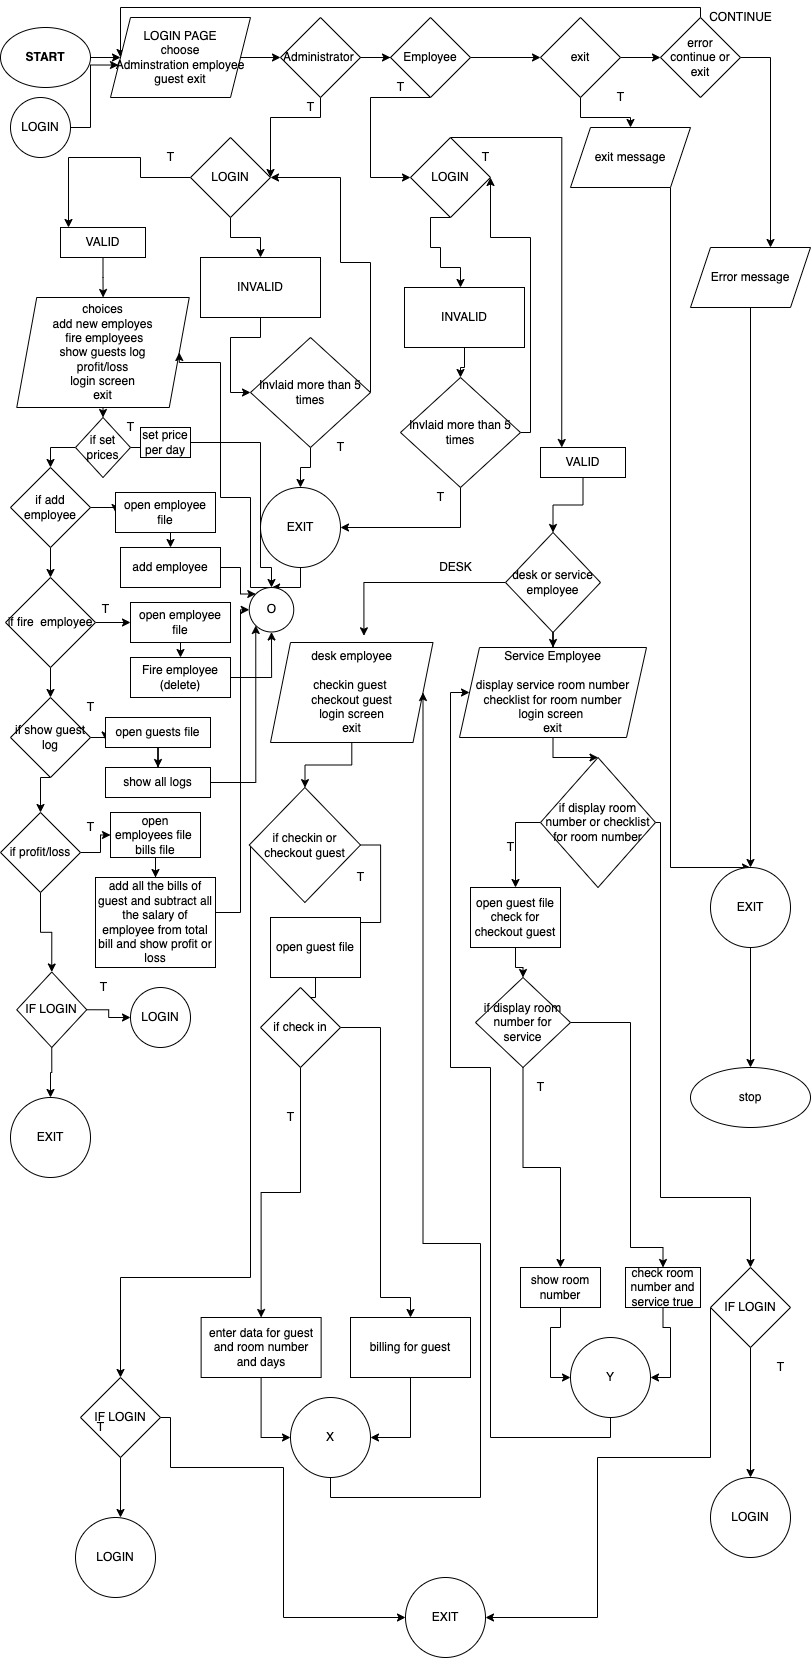 CONTINUE
START
LOGIN PAGE
choose
Adminstration employee
guest exit
Administrator
Employee
exit
error
continue or
exit
T
T
T
LOGIN
exit message
T
LOGIN
T
LOGIN
VALID
INVALID
Error message
INVALID
choices
add new employes
fire employees
show guests log
profit/loss
login screen
exit
Invlaid more than 5
times
Invlaid more than 5
times
T
if set
prices
set price
per day
T
VALID
T
if add
employee
open employee
file
EXIT
add employee
DESK
desk or service
employee
O
T
if fire employee
open employee
file
Fire employee
(delete)
desk employee
checkin guest
checkout guest
login screen
exit
Service Employee
display service room number
checklist for room number
login screen
exit
T
if show guest
log
open guests file
show all logs
if display room
number or checklist
for room number
T
if profit/loss
open
employees file
bills file
if checkin or
checkout guest
T
T
add all the bills of
guest and subtract all
the salary of
employee from total
bill and show profit or
loss
open guest file
check for
checkout guest
EXIT
open guest file
T
IF LOGIN
LOGIN
if check in
if display room
number for
service
T
T
stop
EXIT
show room
number
check room
number and
service true
IF LOGIN
enter data for guest
and room number
and days
billing for guest
T
Y
IF LOGIN
T
X
LOGIN
LOGIN
EXIT